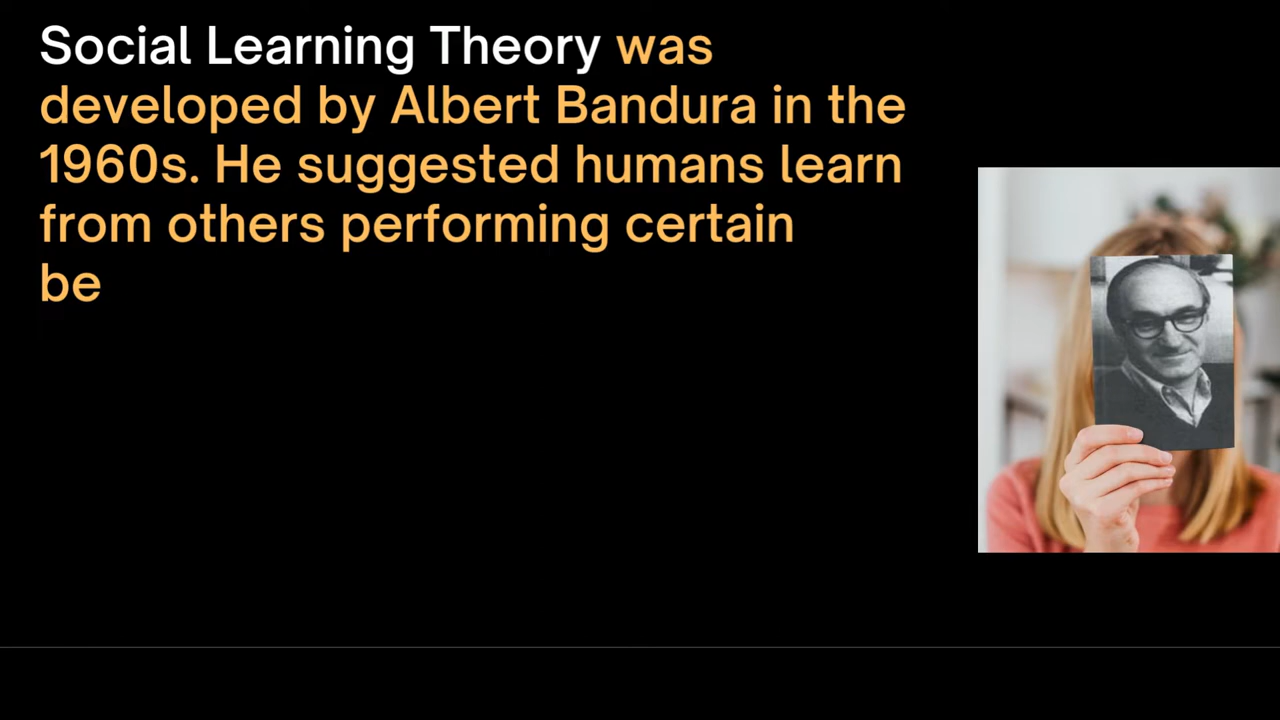 Social Learning Theory was
developed by Albert Bandura in the
1960s. He suggested humans learn
from others performing certain
be